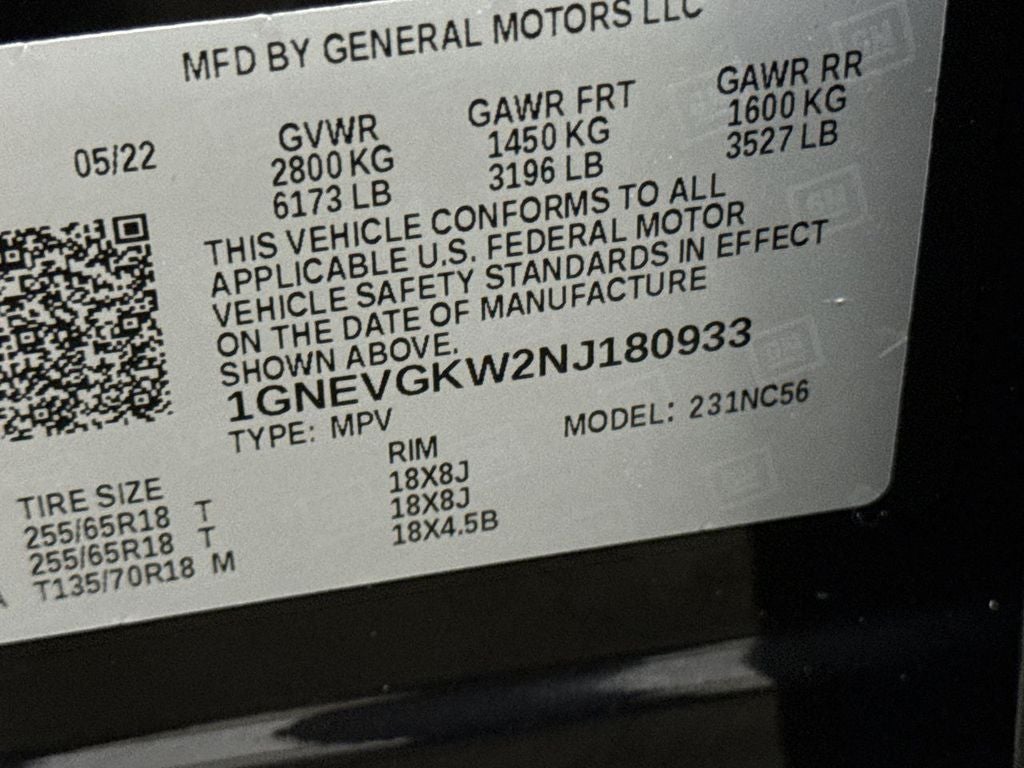 MFD BY GENERAL MOTORS LLC
05/22
GVWR
2800 KG
6173 LB
GAWR FRT
1450 KG
3196 LB
GAWR RR
1600 KG
3527 LB
THIS VEHICLE CONFORMS TO ALL
APPLICABLE U.S. FEDERAL MOTOR
VEHICLE SAFETY STANDARDS IN EFFECT
ON THE DATE OF MANUFACTURE
SHOWN ABOVE.
1GNEVGKW2NJ180933
TYPE: MPV
MODEL: 231NC56
TIRE SIZE
RIM
255/65R18 T 18X8J
255/65R18 T 18X8J
T135/70R18 M 18X4.5B
GM
GM
GM